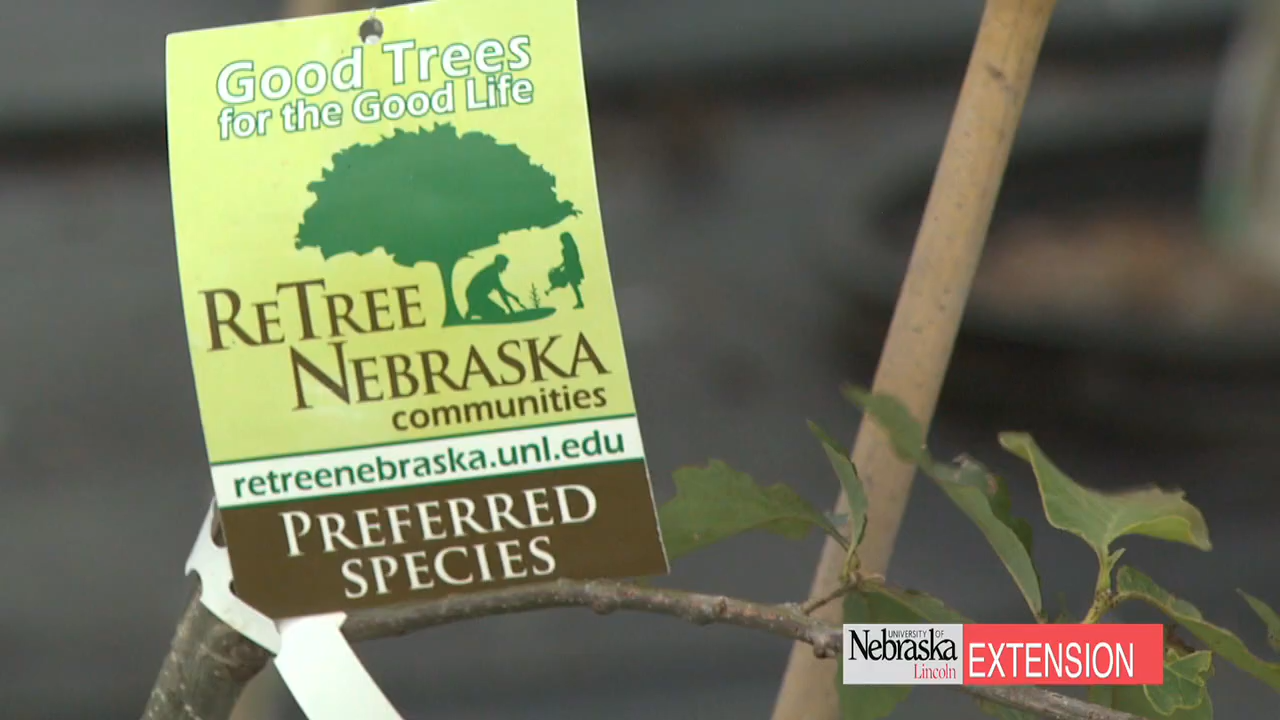 Good Trees
for the Good Life
ReTree
Nebraska
communities
retreenebraska.unl.edu
Preferred
species
UNIVERSITY OF
Nebraska
Lincoln
EXTENSION